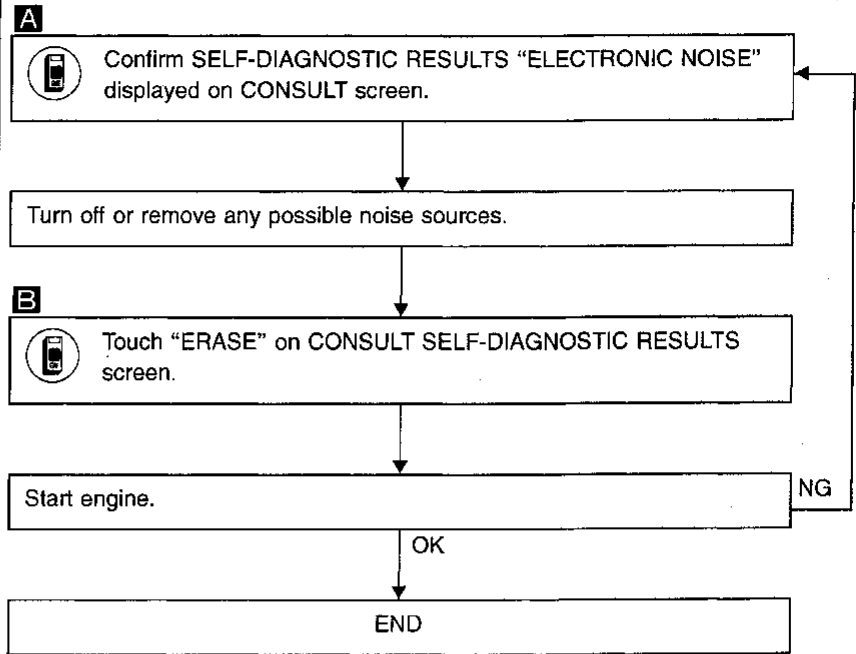 A
Confirm SELF-DIAGNOSTIC RESULTS “ELECTRONIC NOISE”
displayed on CONSULT screen.
Turn off or remove any possible noise sources.
B
Touch “ERASE” on CONSULT SELF-DIAGNOSTIC RESULTS
screen.
Start engine.
NG
OK
END